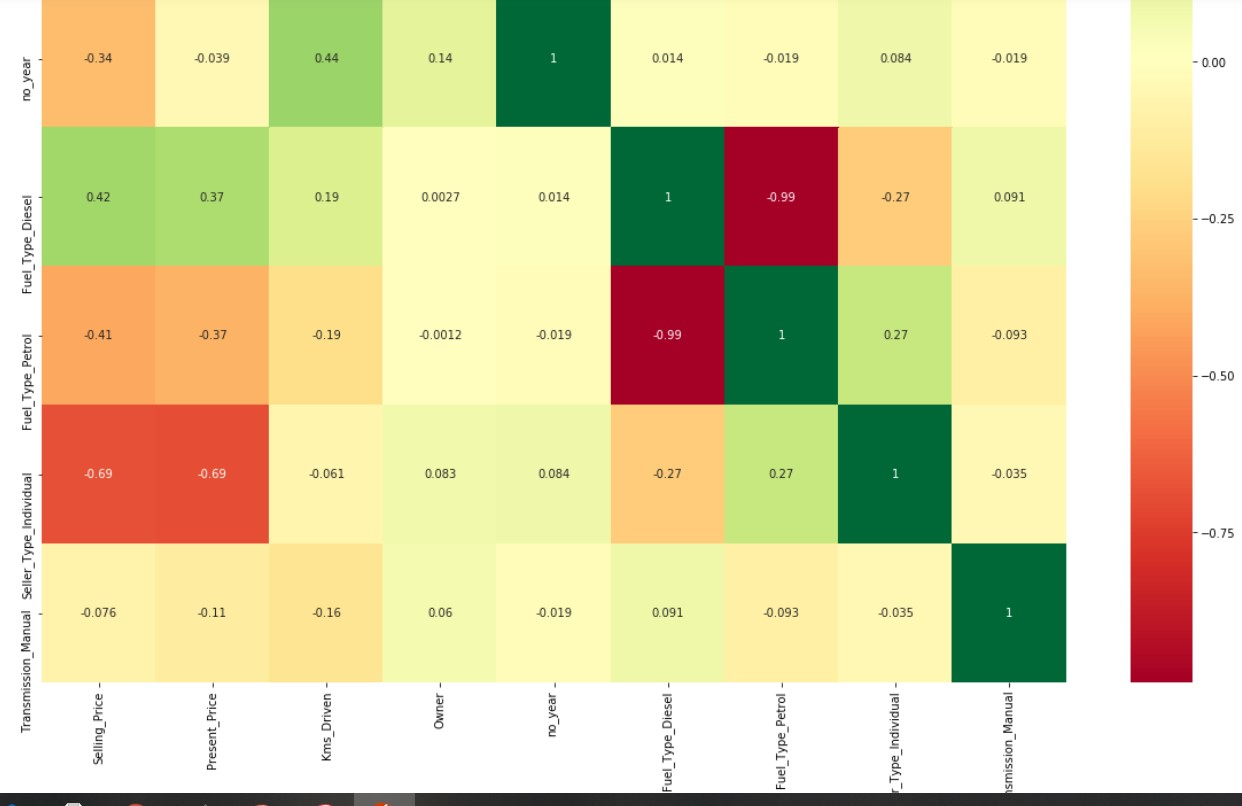 no_year -0.34 -0.039 0.44 0.14 1 0.014 -0.019 0.084 -0.019
Fuel_Type_Diesel 0.42 0.37 0.19 0.0027 0.014 1 -0.99 -0.27 0.091
Fuel_Type_Petrol -0.41 -0.37 -0.19 -0.0012 -0.019 -0.99 1 0.27 -0.093
Seller_Type_Individual -0.69 -0.69 -0.061 0.083 0.084 -0.27 0.27 1 -0.035
Transmission_Manual -0.076 -0.11 -0.16 0.06 -0.019 0.091 -0.093 -0.035 1
Selling_Price
Present_Price
Kms_Driven
Owner
no_year
Fuel_Type_Diesel
Fuel_Type_Petrol
r_Type_Individual
smission_Manual
0.00
−0.25
−0.50
−0.75